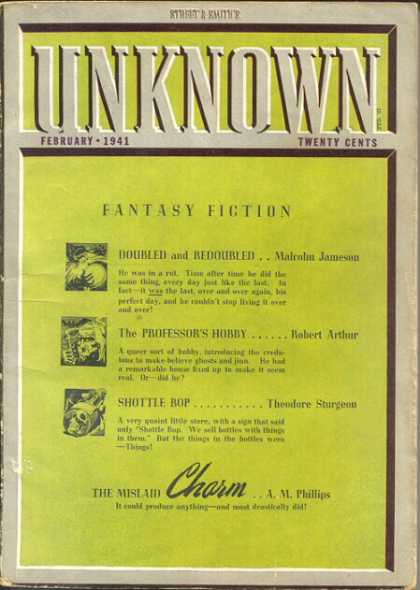 STREET & SMITH'S
UNKNOWN
FEBRUARY • 1941
TWENTY CENTS
FANTASY FICTION
DOUBLED and REDOUBLED . . Malcolm Jameson
He was in a rut. Time after time he did the
same thing, every day just like the last. In
fact—it was the last, over and over again, his
perfect day, and he couldn't stop living it over
and over!
The PROFESSOR'S HOBBY . . . . . . Robert Arthur
A queer sort of hobby, introducing the credu-
lous to make-believe ghosts and jinn. He had
a remarkable house fixed up to make it seem
real. Or—did he?
SHOTTLE BOP . . . . . . . . . . . Theodore Sturgeon
A very quaint little store, with a sign that said
only "Shottle Bop. We sell bottles with things
in them." But the things in the bottles were
—Things!
THE MISLAID Charm . . A. M. Phillips
It could produce anything—and most drastically did!